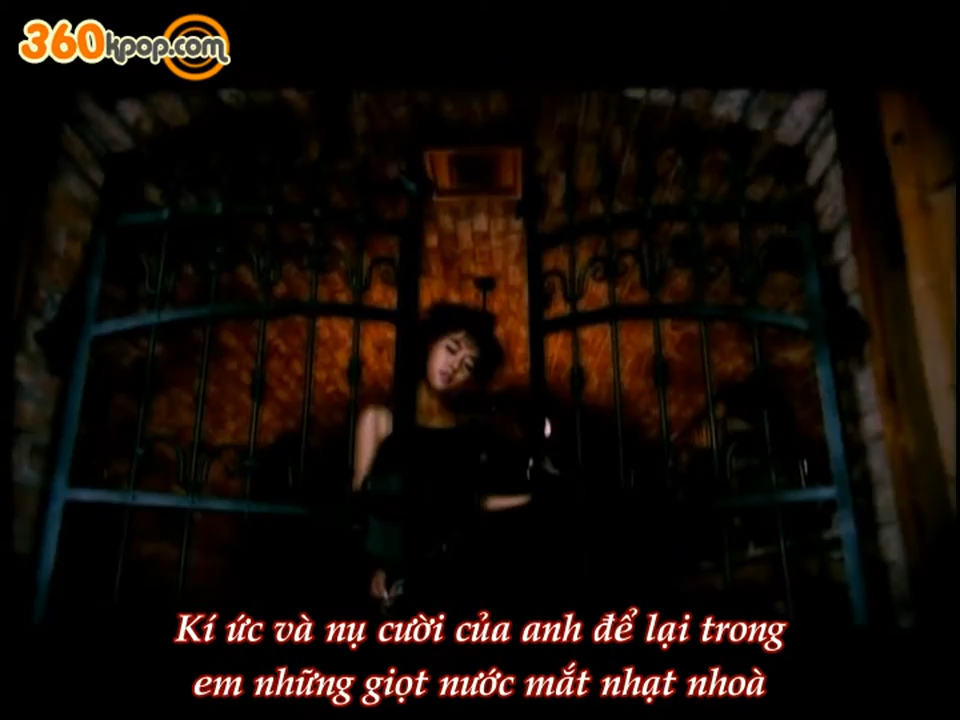 360kpop.com
Kí ức và nụ cười của anh để lại trong
em những giọt nước mắt nhạt nhoà